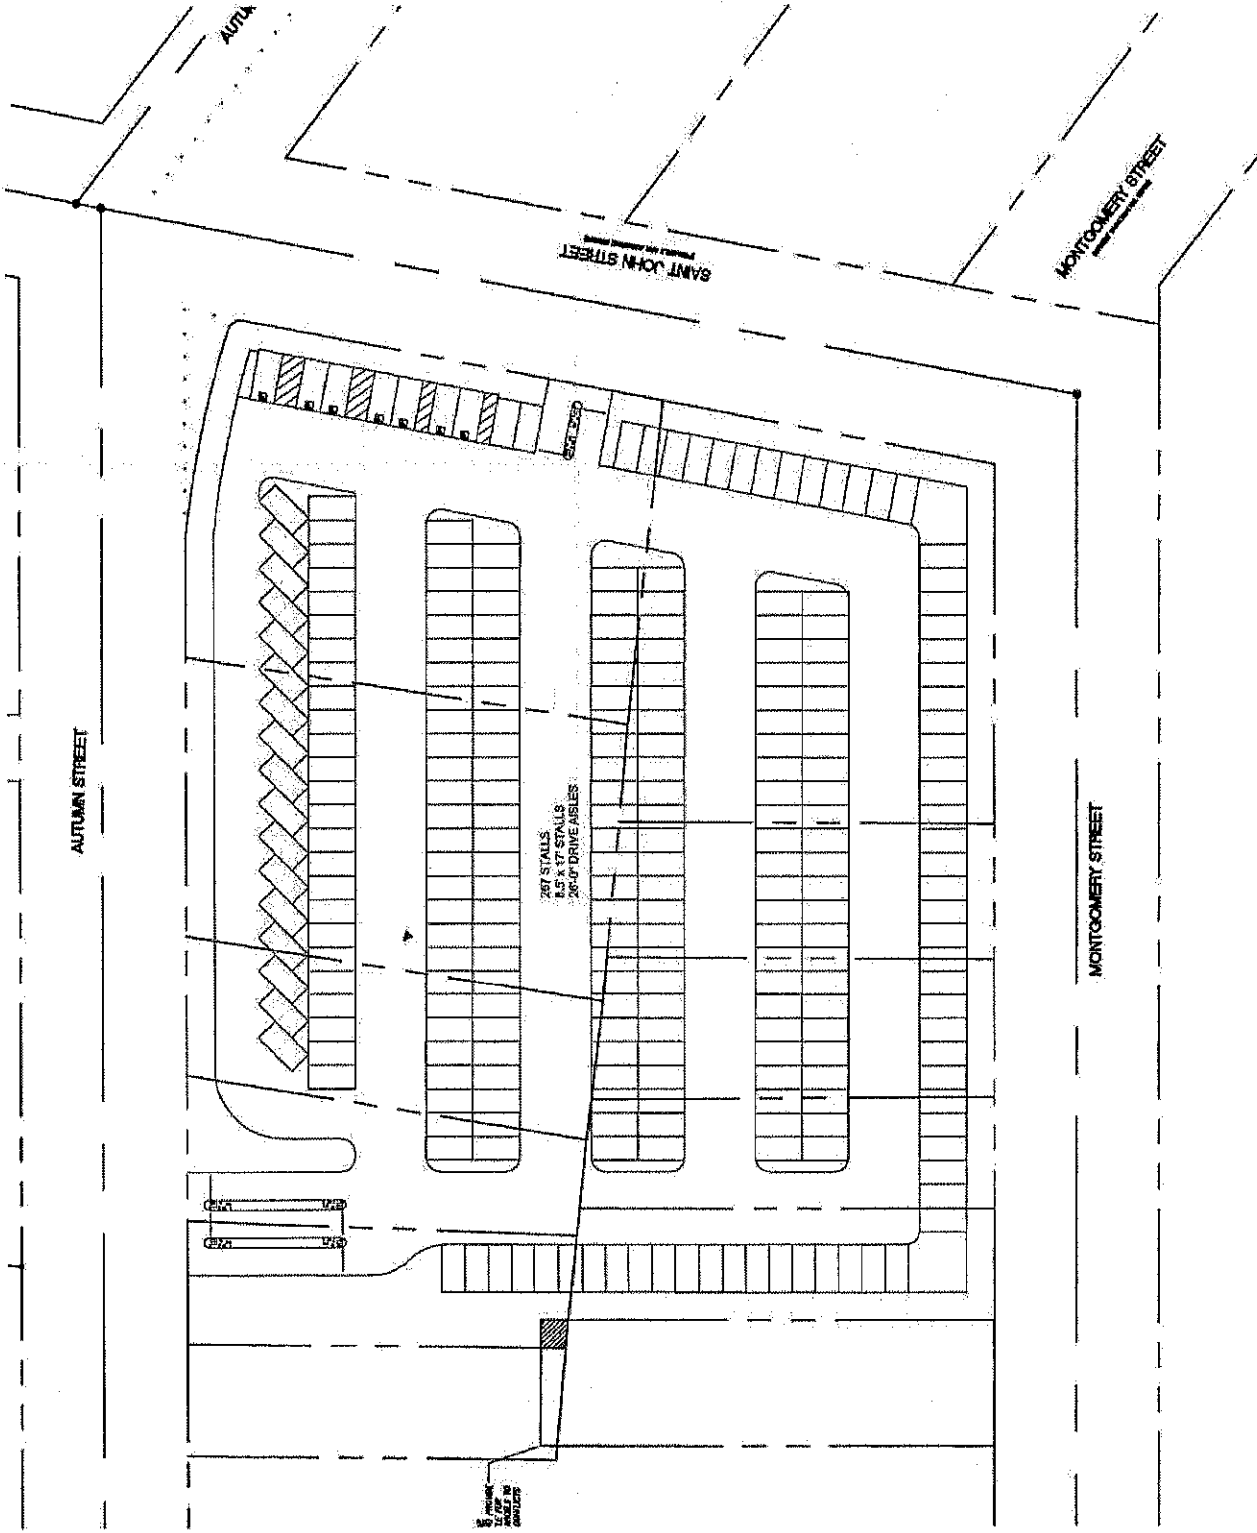 AUTUMN STREET
SAINT JOHN STREET
MONTGOMERY STREET
AUTUMN STREET
257 STALLS
8.5' x 17' STALLS
26'-0" DRIVE AISLES
MONTGOMERY STREET